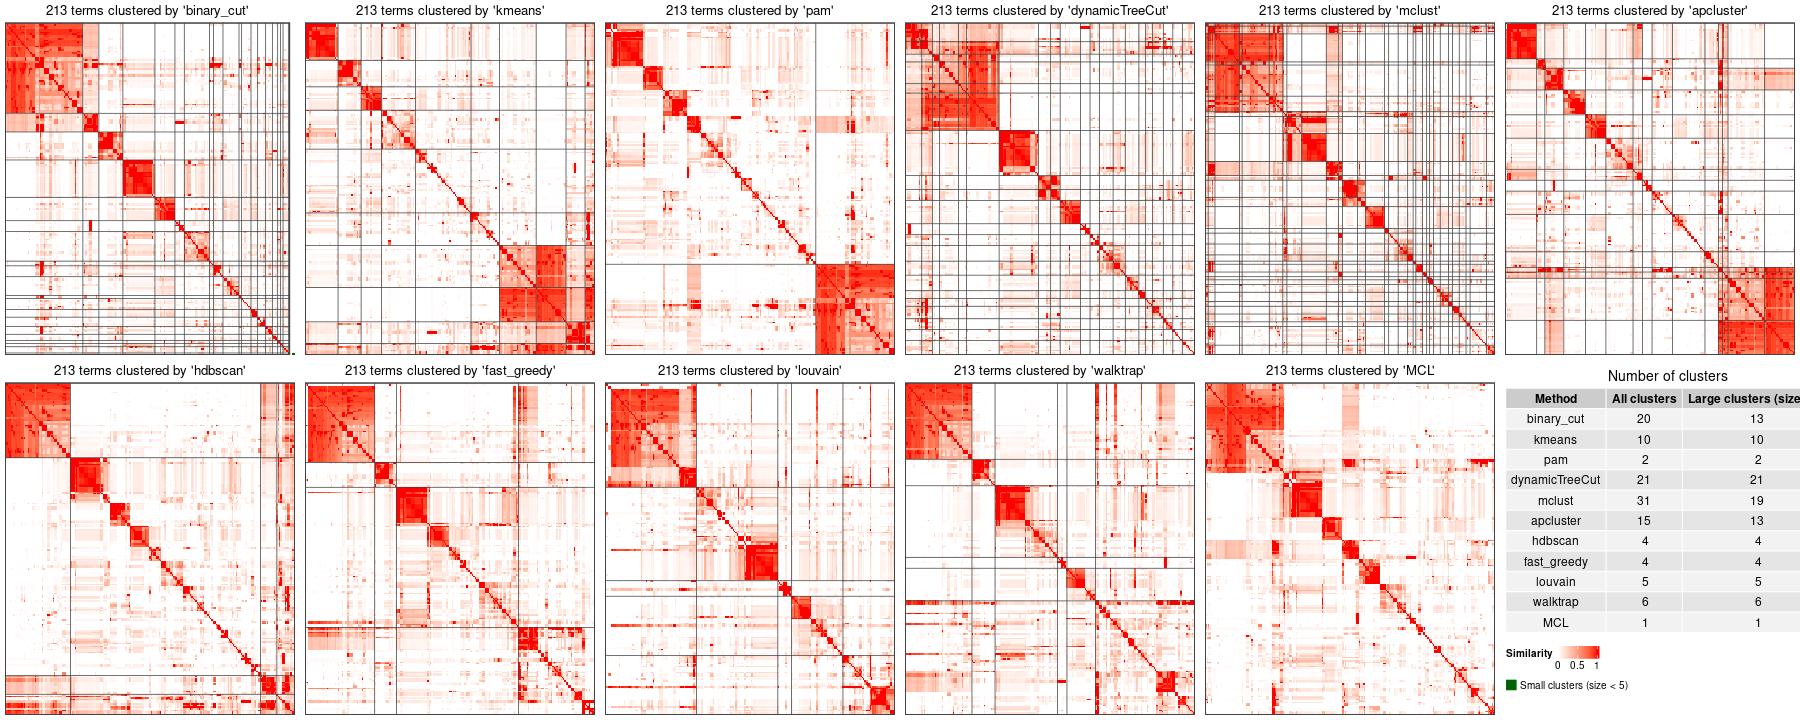 213 terms clustered by 'binary_cut'
213 terms clustered by 'kmeans'
213 terms clustered by 'pam'
213 terms clustered by 'dynamicTreeCut'
213 terms clustered by 'mclust'
213 terms clustered by 'apcluster'
213 terms clustered by 'hdbscan'
213 terms clustered by 'fast_greedy'
213 terms clustered by 'louvain'
213 terms clustered by 'walktrap'
213 terms clustered by 'MCL'
Number of clusters
Method All clusters Large clusters (size
binary_cut 20 13
kmeans 10 10
pam 2 2
dynamicTreeCut 21 21
mclust 31 19
apcluster 15 13
hdbscan 4 4
fast_greedy 4 4
louvain 5 5
walktrap 6 6
MCL 1 1
Similarity
0 0.5 1
Small clusters (size < 5)